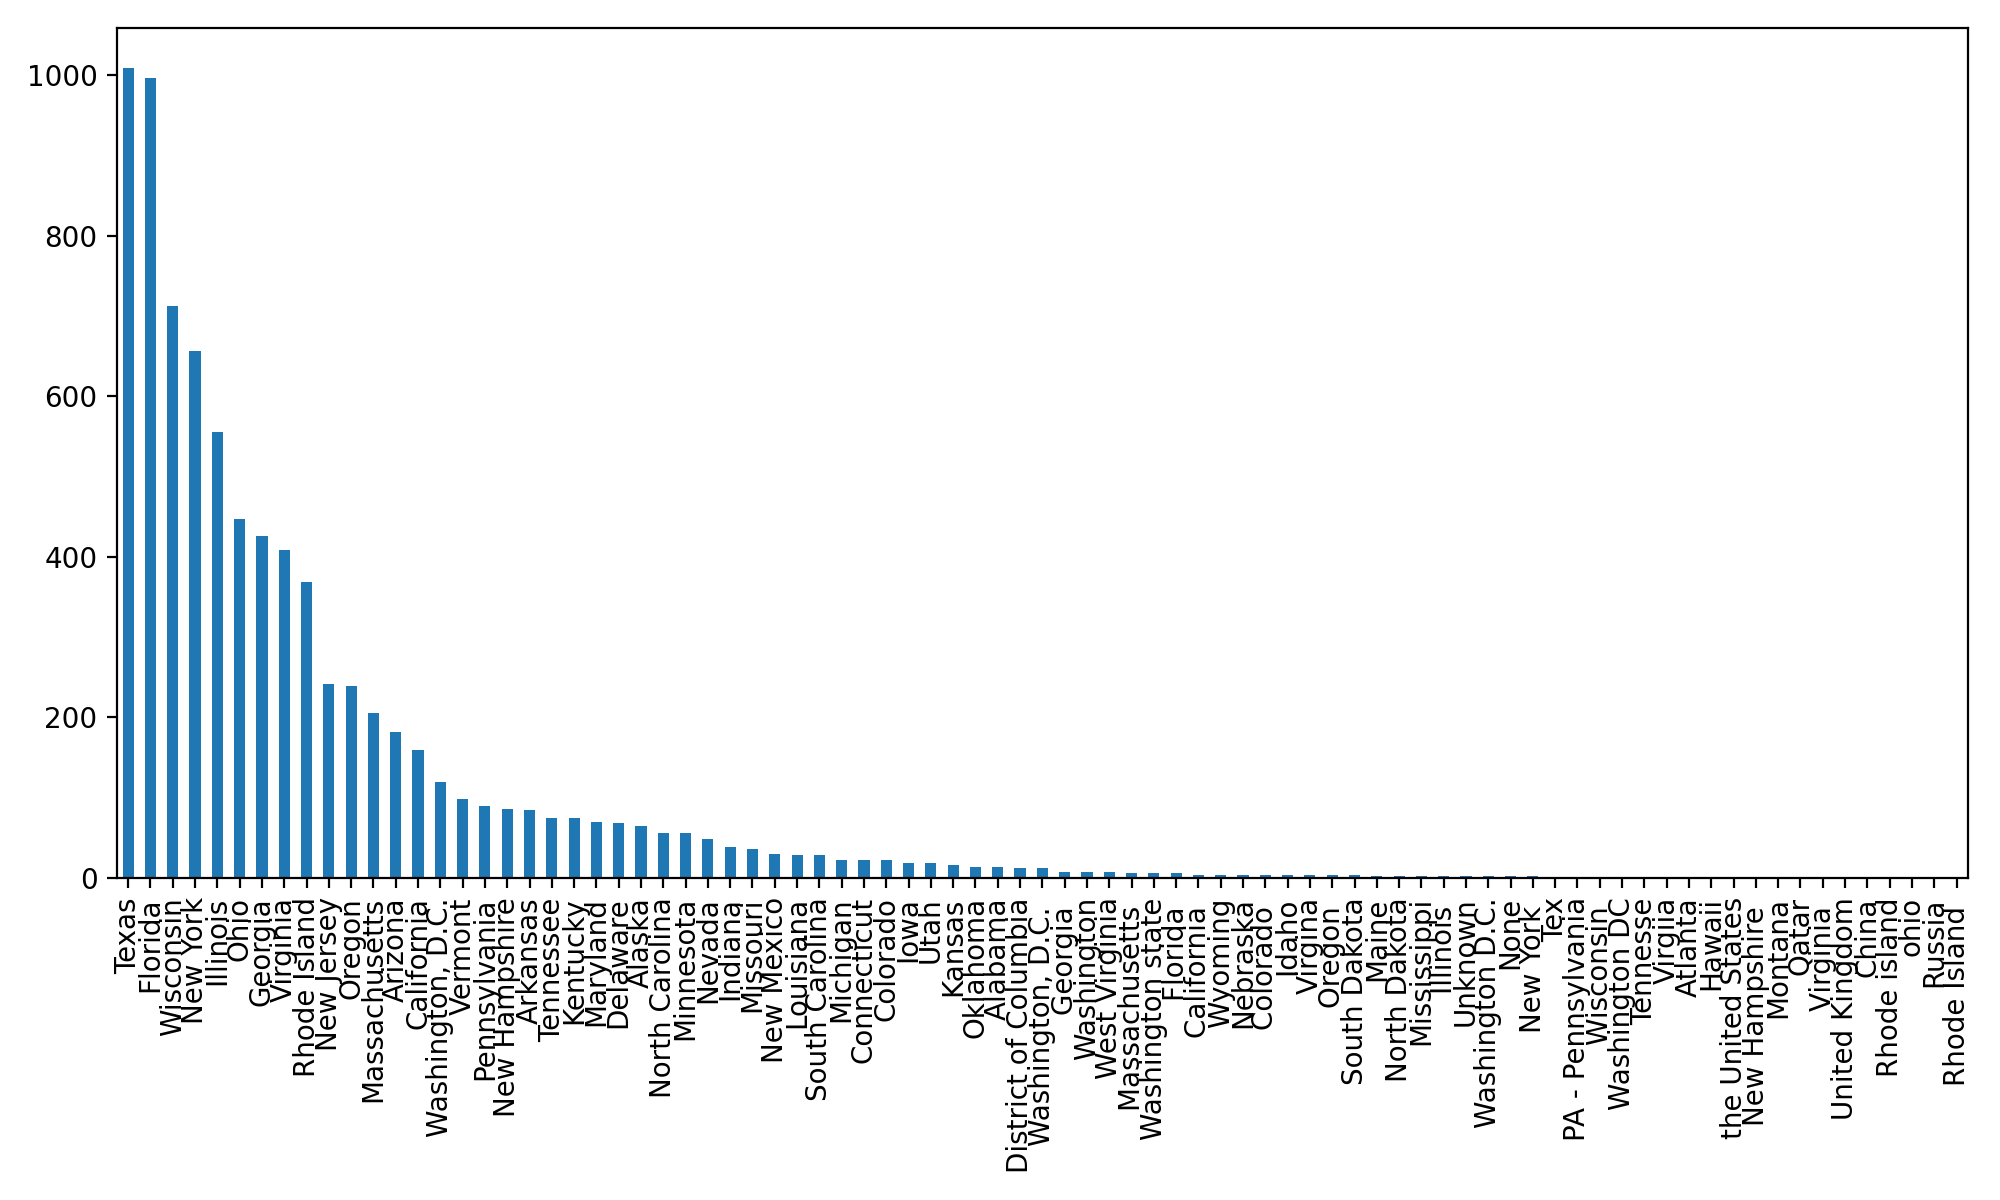 1000
800
600
400
200
0
Texas
Florida
Wisconsin
New York
Illinois
Ohio
Georgia
Virginia
Rhode Island
New Jersey
Oregon
Massachusetts
Arizona
California
Washington, D.C.
Vermont
Pennsylvania
New Hampshire
Arkansas
Tennessee
Kentucky
Maryland
Delaware
Alaska
North Carolina
Minnesota
Nevada
Indiana
Missouri
New Mexico
Louisiana
South Carolina
Michigan
Connecticut
Colorado
Iowa
Utah
Kansas
Oklahoma
Alabama
District of Columbia
Washington, D.C.
Georgia
Washington
West Virginia
Massachusetts
Washington state
Florida
California
Wyoming
Nebraska
Colorado
Idaho
Virgina
Oregon
South Dakota
Maine
North Dakota
Mississippi
Illinois
Unknown
Washington D.C.
None
New York
Tex
PA - Pennsylvania
Wisconsin
Washington DC
Tennesse
Virgiia
Atlanta
Hawaii
the United States
New Hampshire
Montana
Qatar
Virginia
United Kingdom
China
Rhode Island
ohio
Russia
Rhode Island